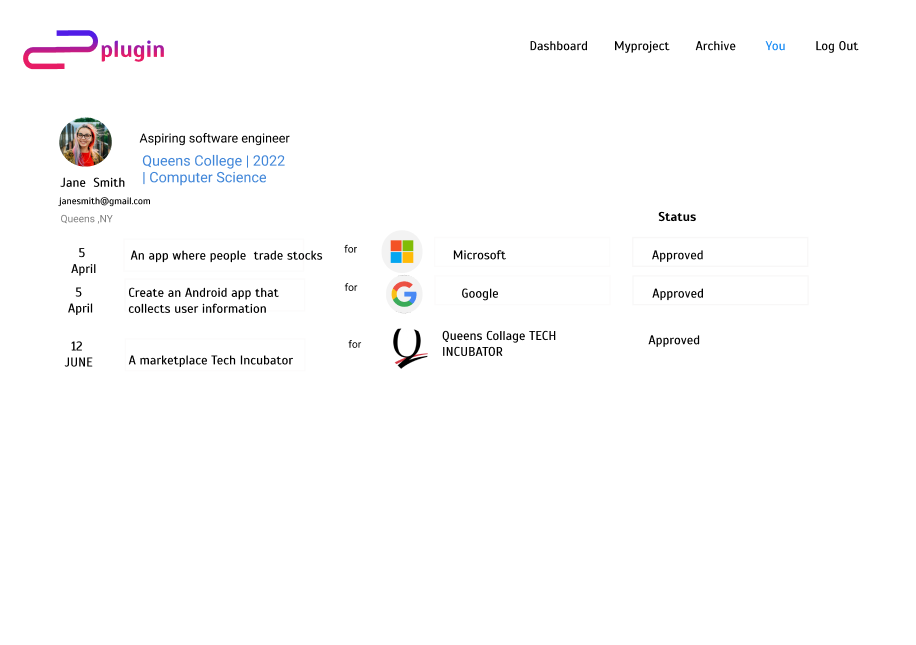 plugin
Dashboard Myproject Archive You Log Out
Aspiring software engineer
Queens College | 2022
| Computer Science
Jane Smith
janesmith@gmail.com
Queens ,NY
Status
5
April
An app where people trade stocks
for
Microsoft
Approved
5
April
Create an Android app that
collects user information
for
Google
Approved
12
JUNE
A marketplace Tech Incubator
for
Queens Collage TECH
INCUBATOR
Approved